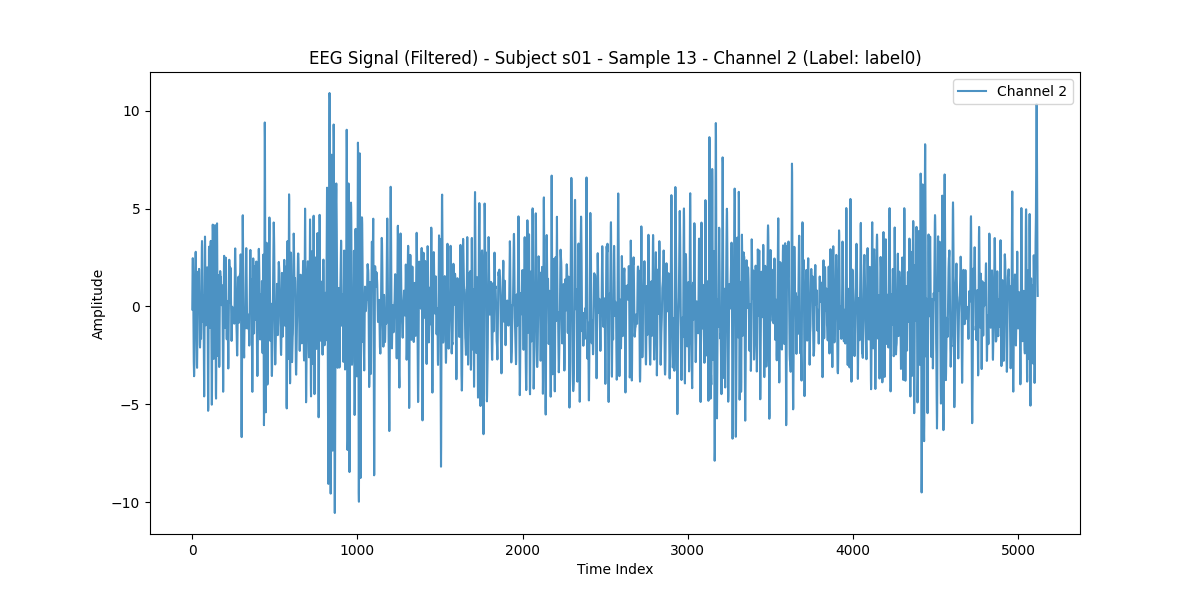 EEG Signal (Filtered) - Subject s01 - Sample 13 - Channel 2 (Label: label0)
Channel 2
10
5
0
−5
−10
Amplitude
0 1000 2000 3000 4000 5000
Time Index